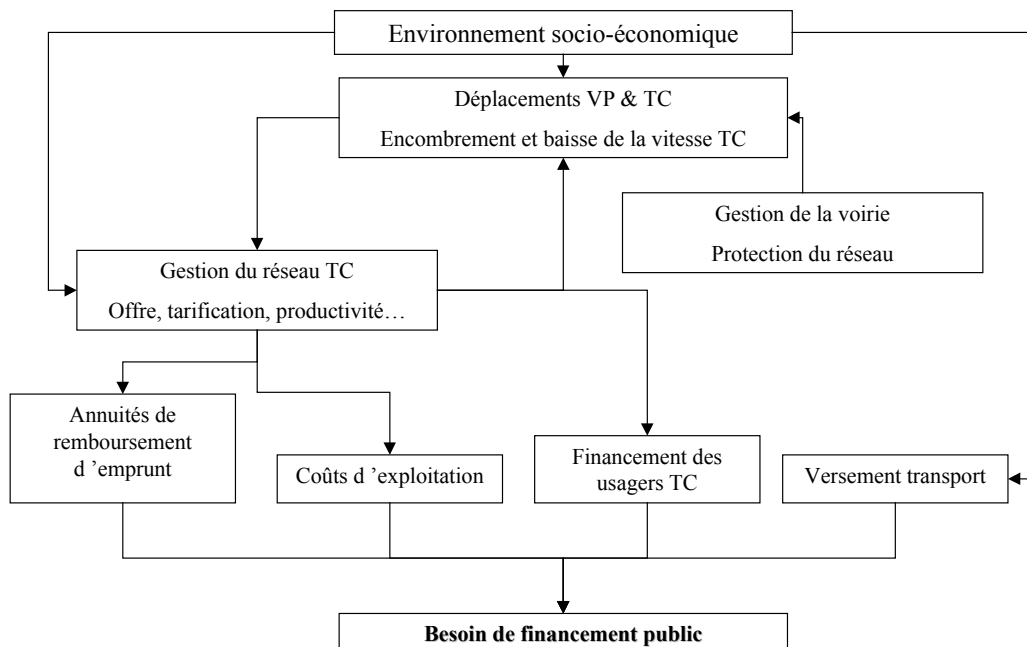 Environnement socio-économique
Déplacements VP & TC
Encombrement et baisse de la vitesse TC
Gestion de la voirie
Protection du réseau
Gestion du réseau TC
Offre, tarification, productivité…
Annuités de
remboursement
d ’emprunt
Coûts d ’exploitation
Financement des
usagers TC
Versement transport
Besoin de financement public